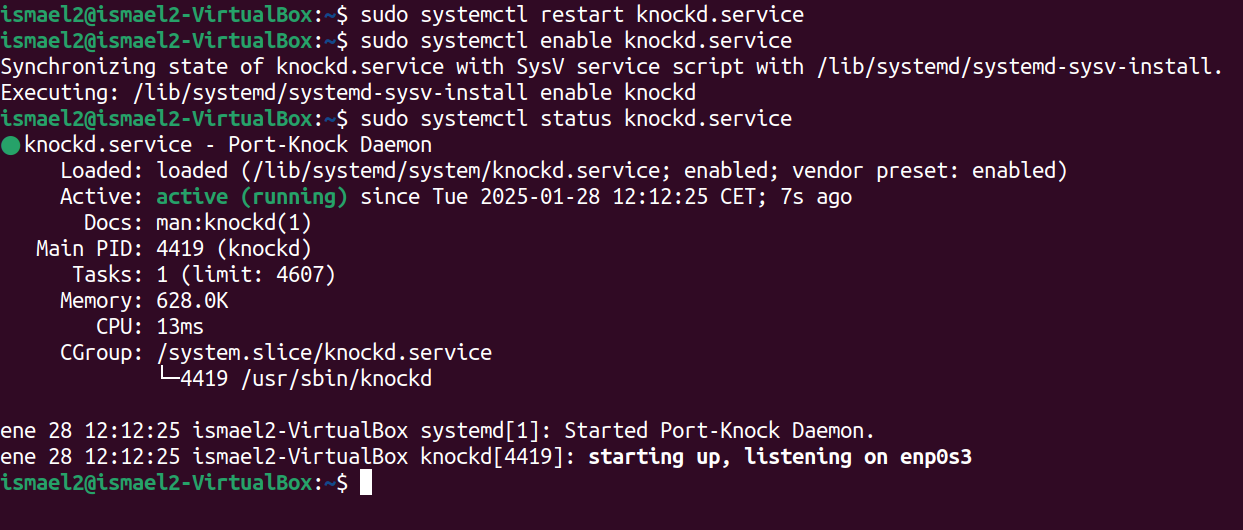 ismael2@ismael2-VirtualBox:~$ sudo systemctl restart knockd.service
ismael2@ismael2-VirtualBox:~$ sudo systemctl enable knockd.service
Synchronizing state of knockd.service with SysV service script with /lib/systemd/systemd-sysv-install.
Executing: /lib/systemd/systemd-sysv-install enable knockd
ismael2@ismael2-VirtualBox:~$ sudo systemctl status knockd.service
● knockd.service - Port-Knock Daemon
     Loaded: loaded (/lib/systemd/system/knockd.service; enabled; vendor preset: enabled)
     Active: active (running) since Tue 2025-01-28 12:12:25 CET; 7s ago
       Docs: man:knockd(1)
   Main PID: 4419 (knockd)
      Tasks: 1 (limit: 4607)
     Memory: 628.0K
        CPU: 13ms
     CGroup: /system.slice/knockd.service
             └─4419 /usr/sbin/knockd

ene 28 12:12:25 ismael2-VirtualBox systemd[1]: Started Port-Knock Daemon.
ene 28 12:12:25 ismael2-VirtualBox knockd[4419]: starting up, listening on enp0s3
ismael2@ismael2-VirtualBox:~$